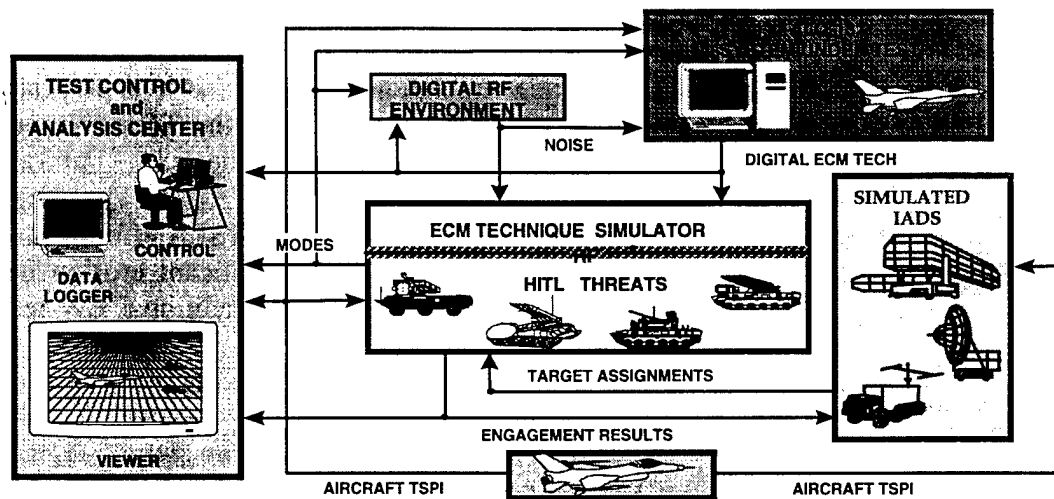 TEST CONTROL
and
ANALYSIS CENTER
CONTROL
DATA
LOGGER
VIEWER
MODES
DIGITAL RF
ENVIRONMENT
NOISE
DIGITAL ECM TECH
ECM TECHNIQUE SIMULATOR
RF
HITL THREATS
TARGET ASSIGNMENTS
ENGAGEMENT RESULTS
SIMULATED
IADS
AIRCRAFT TSPI
AIRCRAFT TSPI